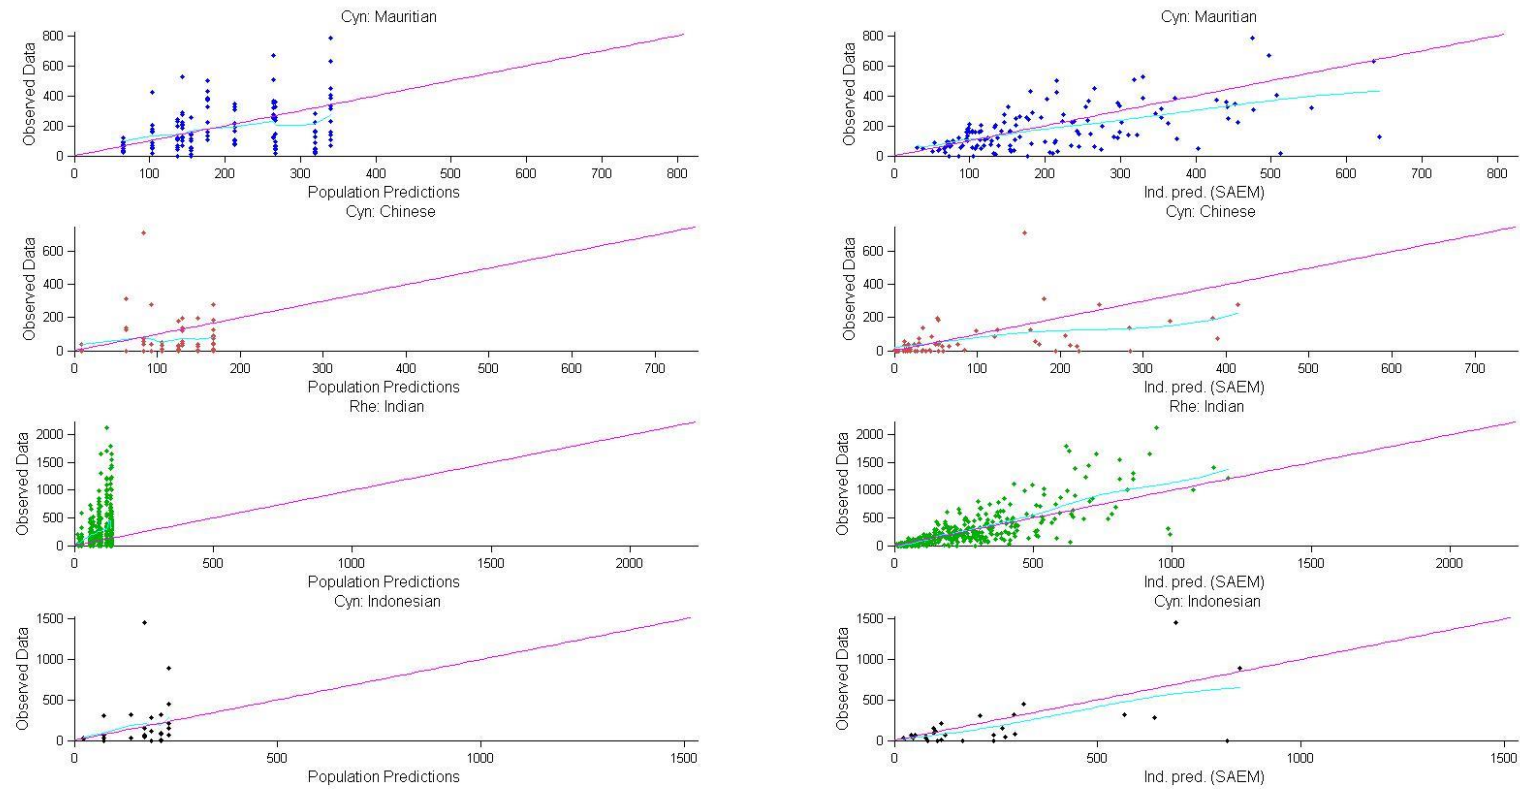 Cyn: Mauritian
Observed Data
800
600
400
200
0
0 100 200 300 400 500 600 700 800
Population Predictions
Cyn: Mauritian
Observed Data
800
600
400
200
0
0 100 200 300 400 500 600 700 800
Ind. pred. (SAEM)
Cyn: Chinese
Observed Data
600
400
200
0
0 100 200 300 400 500 600 700
Population Predictions
Cyn: Chinese
Observed Data
600
400
200
0
0 100 200 300 400 500 600 700
Ind. pred. (SAEM)
Rhe: Indian
Observed Data
2000
1500
1000
500
0
0 500 1000 1500 2000
Population Predictions
Rhe: Indian
Observed Data
2000
1500
1000
500
0
0 500 1000 1500 2000
Ind. pred. (SAEM)
Cyn: Indonesian
Observed Data
1500
1000
500
0
0 500 1000 1500
Population Predictions
Cyn: Indonesian
Observed Data
1500
1000
500
0
0 500 1000 1500
Ind. pred. (SAEM)